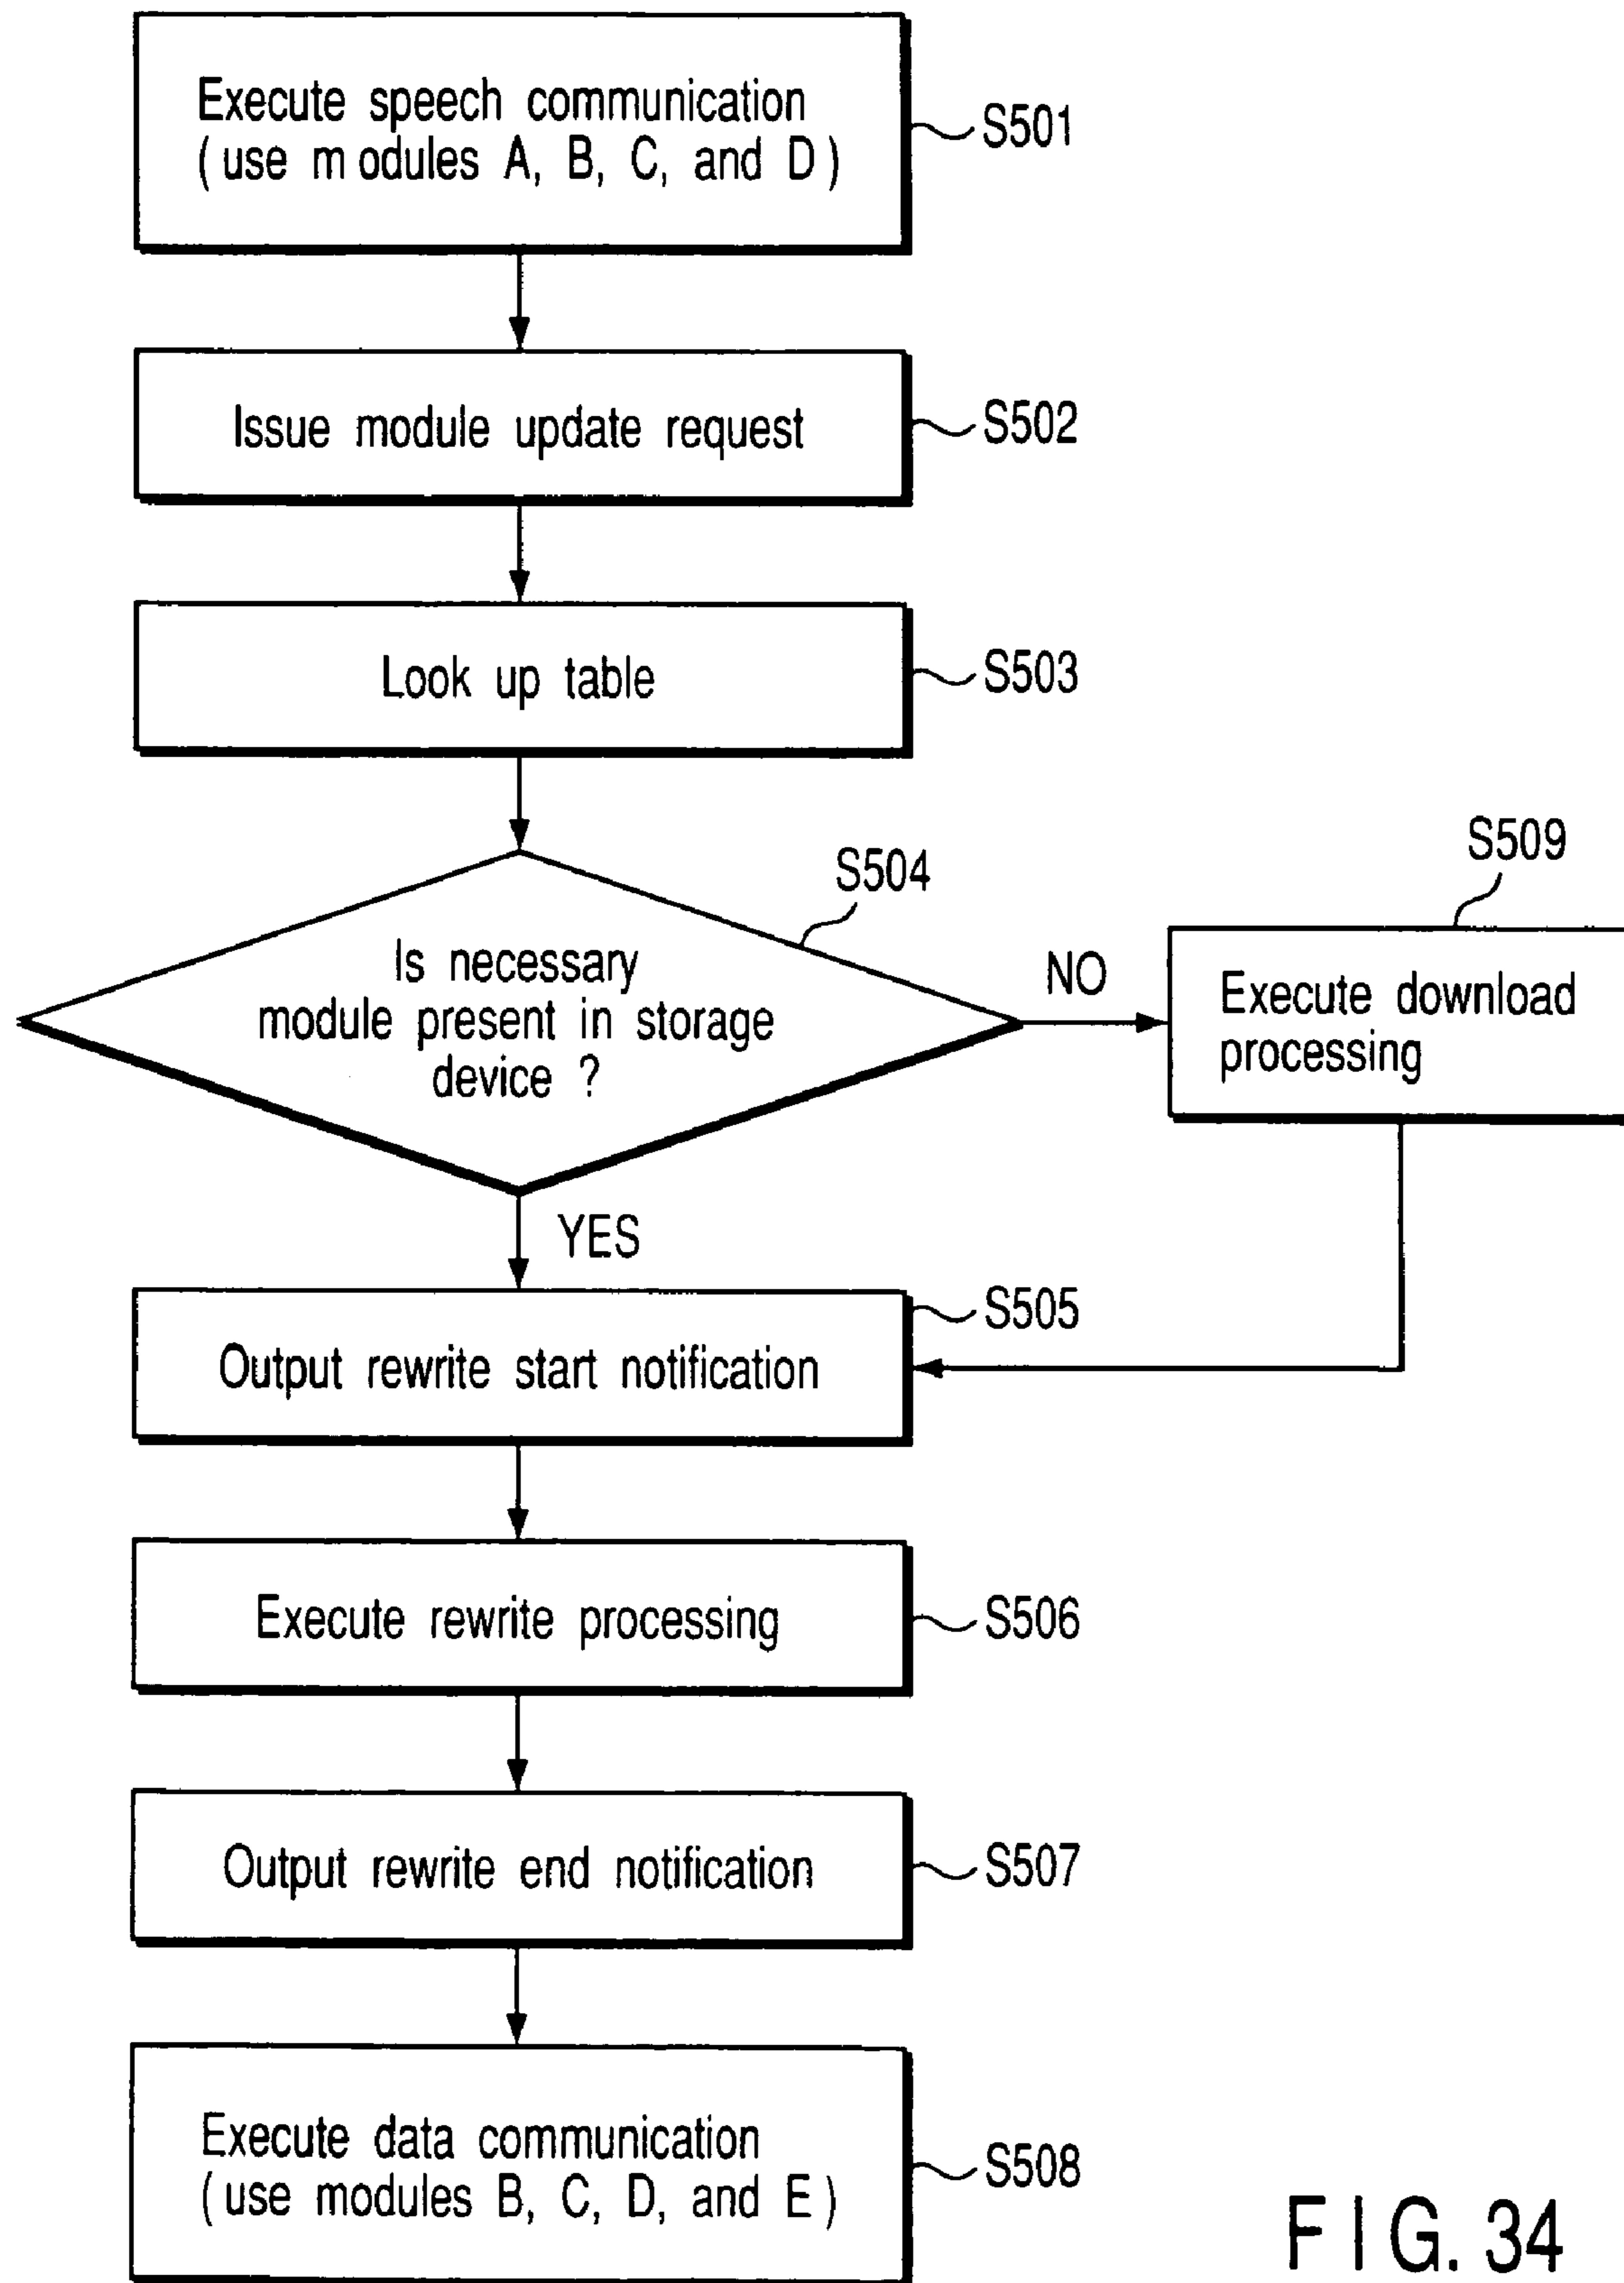 Execute speech communication
(use modules A, B, C, and D)
S501
Issue module update request
S502
Look up table
S503
S504
Is necessary
module present in storage
device ?
NO
S509
Execute download
processing
YES
S505
Output rewrite start notification
Execute rewrite processing
S506
Output rewrite end notification
S507
Execute data communication
(use modules B, C, D, and E)
S508
FIG. 34